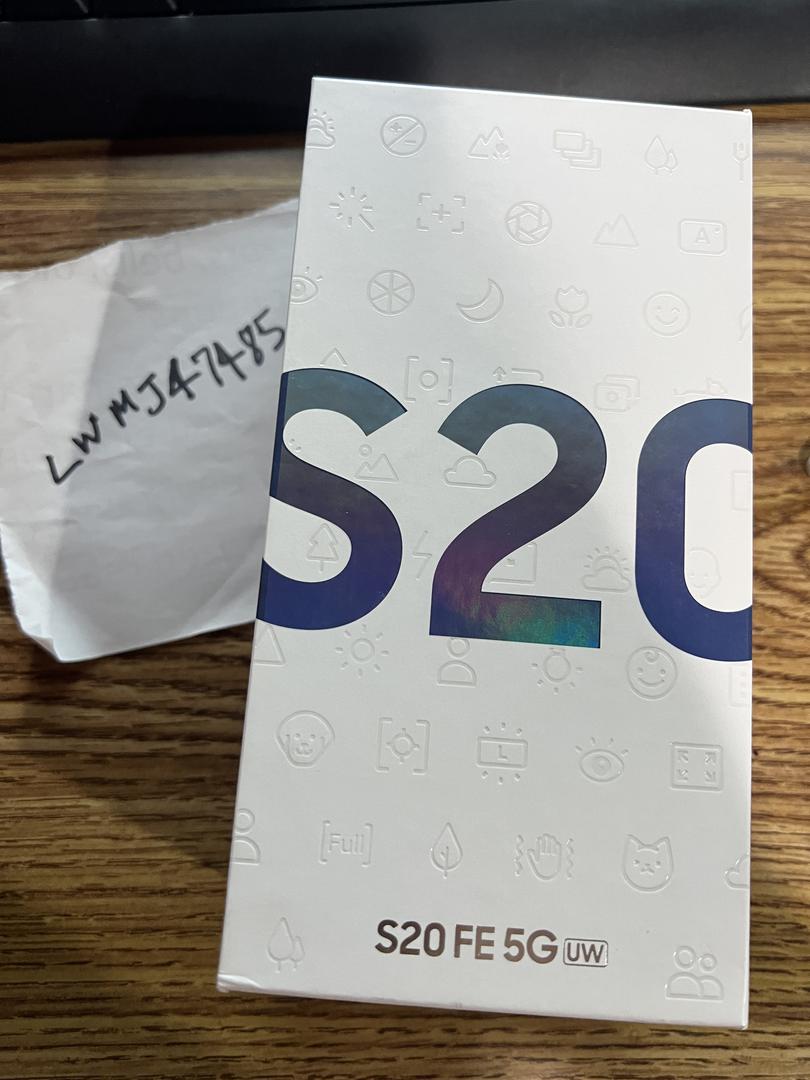 LWMJ47485
A
S20
L
[Full]
S20 FE 5G UW